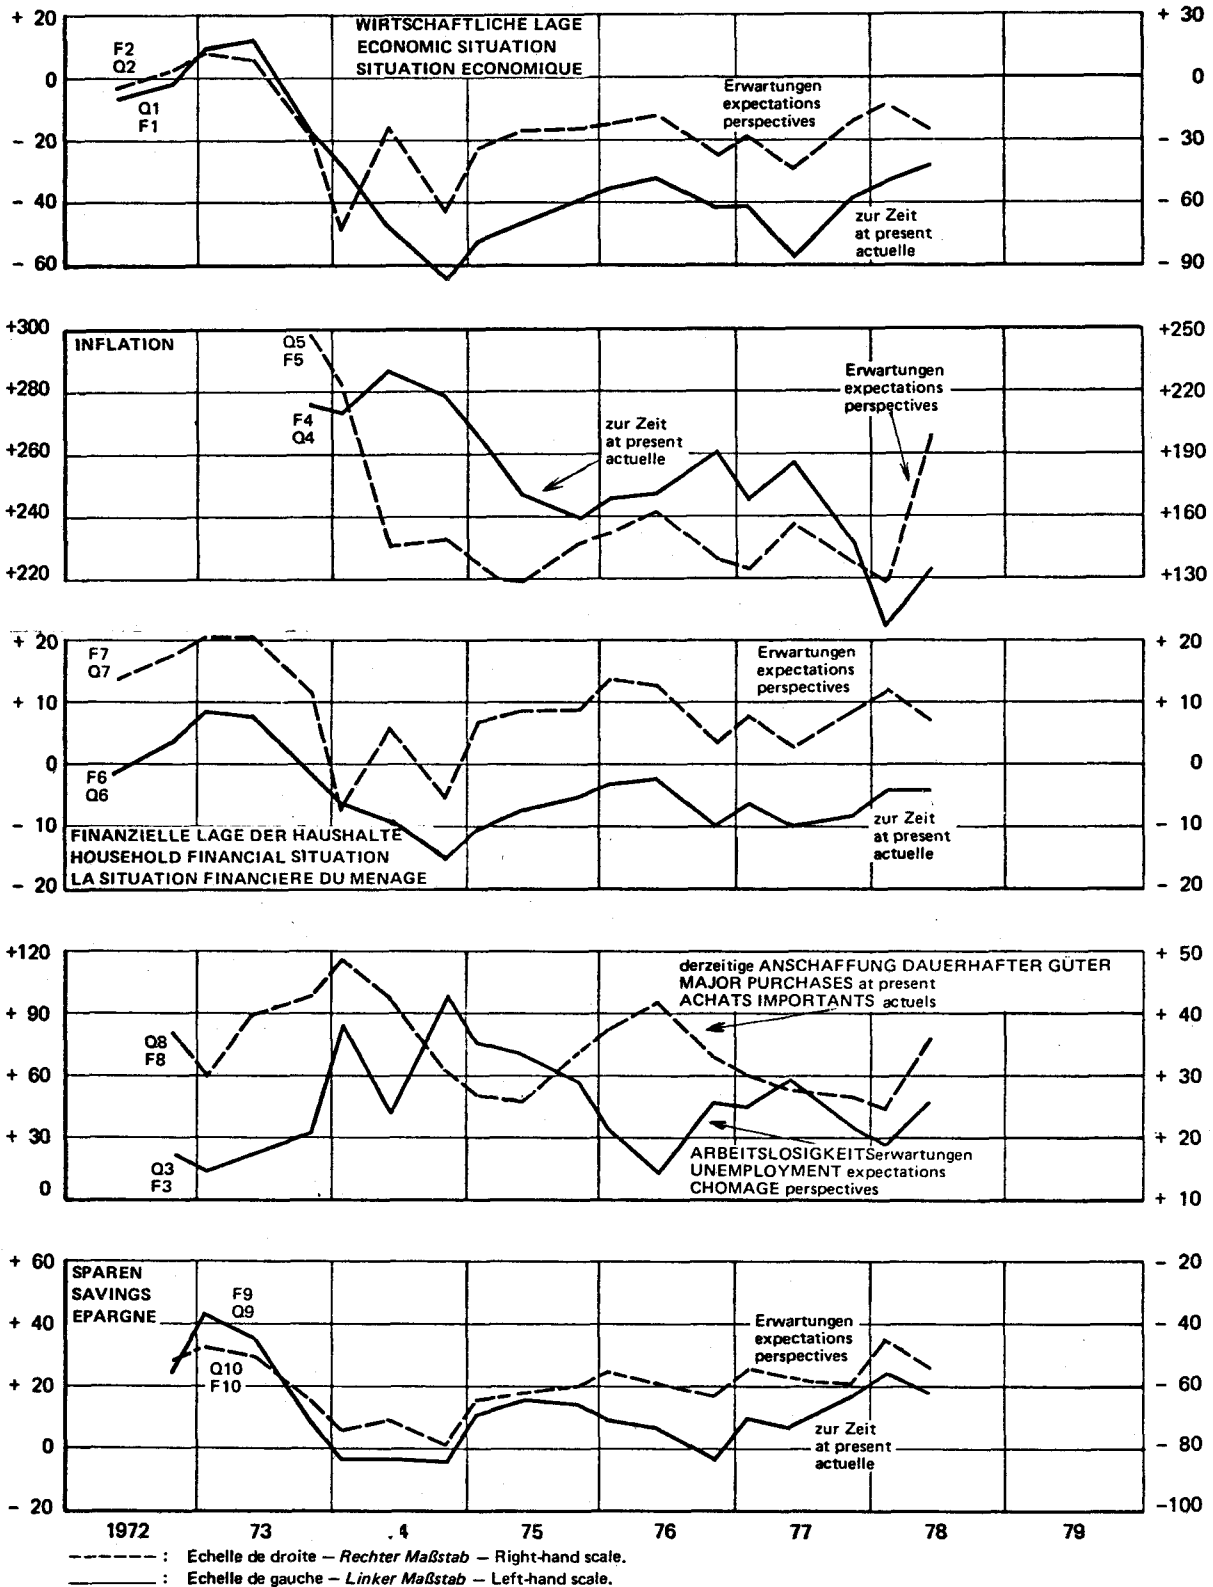 WIRTSCHAFTLICHE LAGE
ECONOMIC SITUATION
SITUATION ECONOMIQUE
+ 20
0
− 20
− 40
− 60
+ 30
0
− 30
− 60
− 90
F2
Q2
Q1
F1
Erwartungen
expectations
perspectives
zur Zeit
at present
actuelle
INFLATION
+300
+280
+260
+240
+220
+250
+220
+190
+160
+130
Q5
F5
F4
Q4
zur Zeit
at present
actuelle
Erwartungen
expectations
perspectives
+ 20
+ 10
0
− 10
− 20
+ 20
+ 10
0
− 10
− 20
F7
Q7
F6
Q6
Erwartungen
expectations
perspectives
zur Zeit
at present
actuelle
FINANZIELLE LAGE DER HAUSHALTE
HOUSEHOLD FINANCIAL SITUATION
LA SITUATION FINANCIERE DU MENAGE
+120
+ 90
+ 60
+ 30
0
+ 50
+ 40
+ 30
+ 20
+ 10
derzeitige ANSCHAFFUNG DAUERHAFTER GÜTER
MAJOR PURCHASES at present
ACHATS IMPORTANTS actuels
Q8
F8
Q3
F3
ARBEITSLOSIGKEITSerwartungen
UNEMPLOYMENT expectations
CHOMAGE perspectives
+ 60
+ 40
+ 20
0
− 20
− 20
− 40
− 60
− 80
−100
SPAREN
SAVINGS
EPARGNE
F9
Q9
Q10
F10
Erwartungen
expectations
perspectives
zur Zeit
at present
actuelle
1972 73 .4 75 76 77 78 79
: Echelle de droite — Rechter Maßstab — Right-hand scale.
: Echelle de gauche — Linker Maßstab — Left-hand scale.